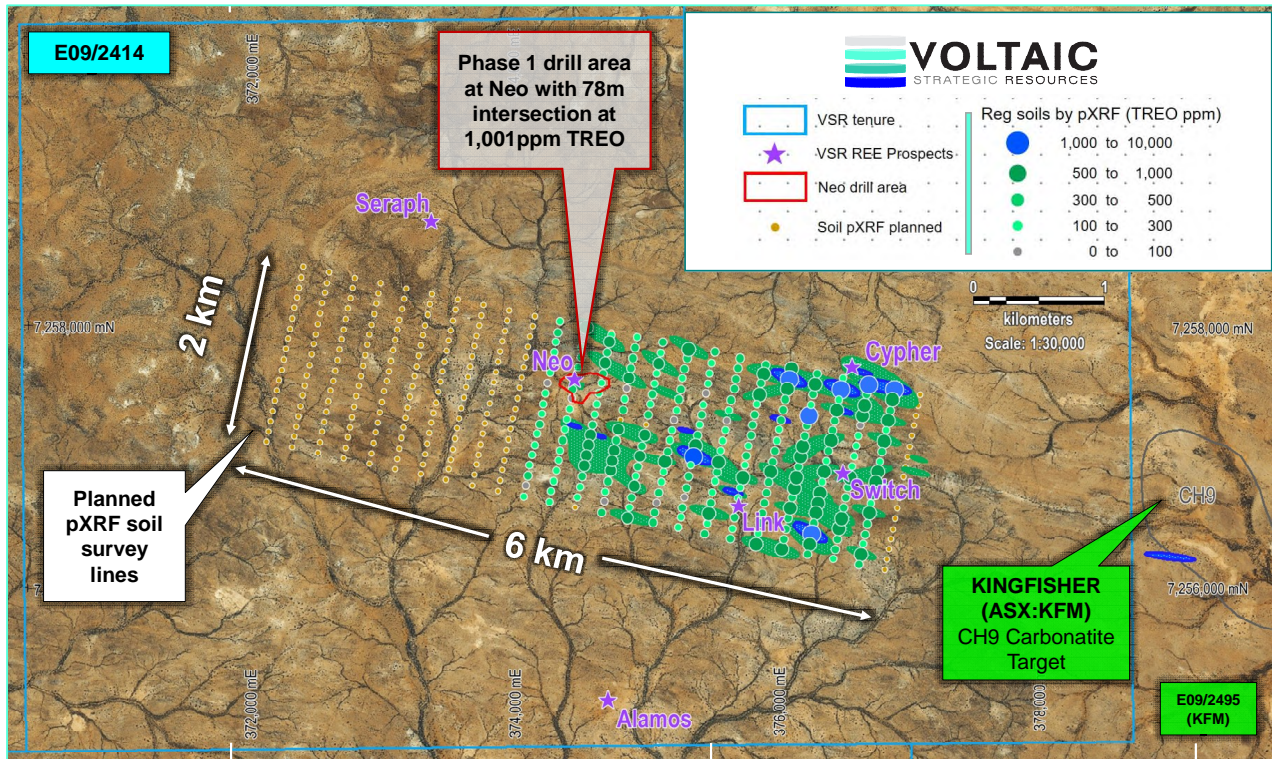 E09/2414
372,000 mE
Phase 1 drill area
at Neo with 78m
intersection at
1,001ppm TREO
VOLTAIC
STRATEGIC RESOURCES
VSR tenure
VSR REE Prospects
Neo drill area
Soil pXRF planned
Reg soils by pXRF (TREO ppm)
1,000 to 10,000
500 to 1,000
300 to 500
100 to 300
0 to 100
Seraph
0 1
kilometers
Scale: 1:30,000
7,258,000 mN
7,258,000 mN
2 km
Neo
Cypher
Switch
Link
CH9
Planned
pXRF soil
survey
lines
6 km
KINGFISHER
(ASX:KFM)
CH9 Carbonatite
Target
7,256,000 mN
372,000 mE
374,000 mE
376,000 mE
378,000
Alamos
E09/2495
(KFM)